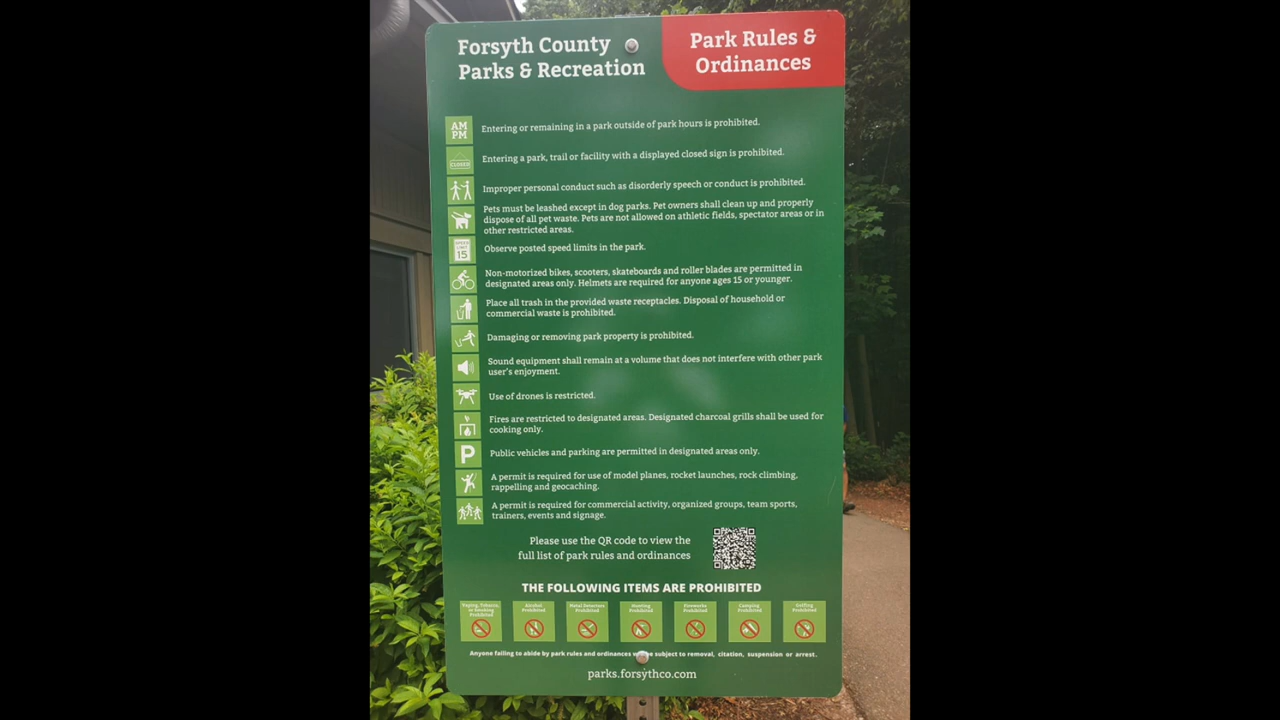 Forsyth County
Parks & Recreation
Park Rules &
Ordinances
AM
PM
Entering or remaining in a park outside of park hours is prohibited.
CLOSED
Entering a park, trail or facility with a displayed closed sign is prohibited.
Improper personal conduct such as disorderly speech or conduct is prohibited.
Pets must be leashed except in dog parks. Pet owners shall clean up and properly
dispose of all pet waste. Pets are not allowed on athletic fields, spectator areas or in
other restricted areas.
SPEED
LIMIT
15
Observe posted speed limits in the park.
Non-motorized bikes, scooters, skateboards and roller blades are permitted in
designated areas only. Helmets are required for anyone ages 15 or younger.
Place all trash in the provided waste receptacles. Disposal of household or
commercial waste is prohibited.
Damaging or removing park property is prohibited.
Sound equipment shall remain at a volume that does not interfere with other park
user's enjoyment.
Use of drones is restricted.
Fires are restricted to designated areas. Designated charcoal grills shall be used for
cooking only.
P
Public vehicles and parking are permitted in designated areas only.
A permit is required for use of model planes, rocket launches, rock climbing,
rappelling and geocaching.
A permit is required for commercial activity, organized groups, team sports,
trainers, events and signage.
Please use the QR code to view the
full list of park rules and ordinances
THE FOLLOWING ITEMS ARE PROHIBITED
Vaping, Tobacco,
or Smoking
Prohibited
Alcohol
Prohibited
Metal Detectors
Prohibited
Hunting
Prohibited
Fireworks
Prohibited
Camping
Prohibited
Golfing
Prohibited
Anyone failing to abide by park rules and ordinances be subject to removal, citation, suspension or arrest.
parks.forsythco.com